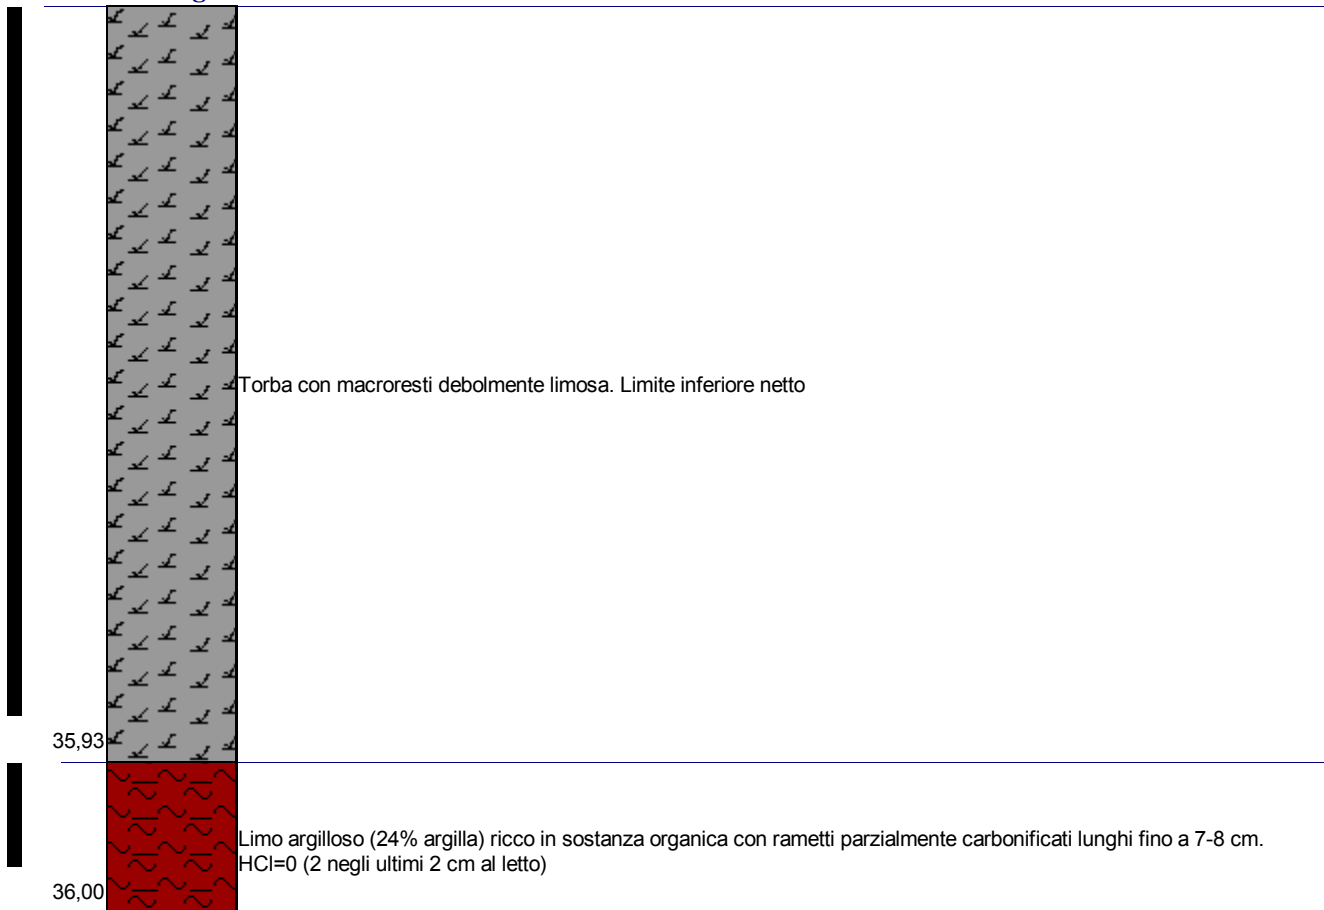 Torba con macroresti debolmente limosa. Limite inferiore netto
35,93
Limo argilloso (24% argilla) ricco in sostanza organica con rametti parzialmente carbonificati lunghi fino a 7-8 cm.
HCl=0 (2 negli ultimi 2 cm al letto)
36,00